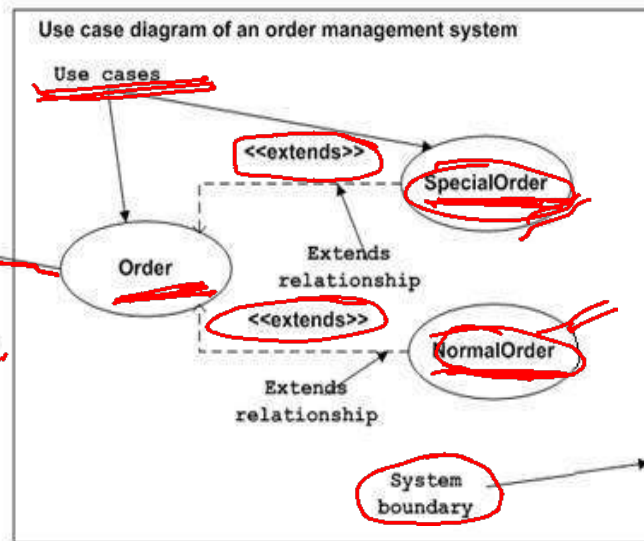 Use case diagram of an order management system
Use cases
<<extends>>
SpecialOrder
Extends
relationship
Order
<<extends>>
NormalOrder
Extends
relationship
System
boundary